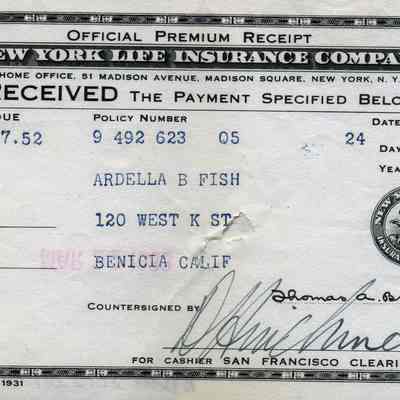 OFFICIAL PREMIUM RECEIPT
NEW YORK LIFE INSURANCE COMPA
HOME OFFICE, 51 MADISON AVENUE, MADISON SQUARE, NEW YORK, N. Y.
RECEIVED THE PAYMENT SPECIFIED BELO
DUE POLICY NUMBER DATE
7.52 9 492 623 05 24 DAY
YEA
ARDELLA B FISH
120 WEST K ST
BENICIA CALIF
MAR
COUNTERSIGNED BY
Thomas A. B
FOR CASHIER SAN FRANCISCO CLEARI
1931